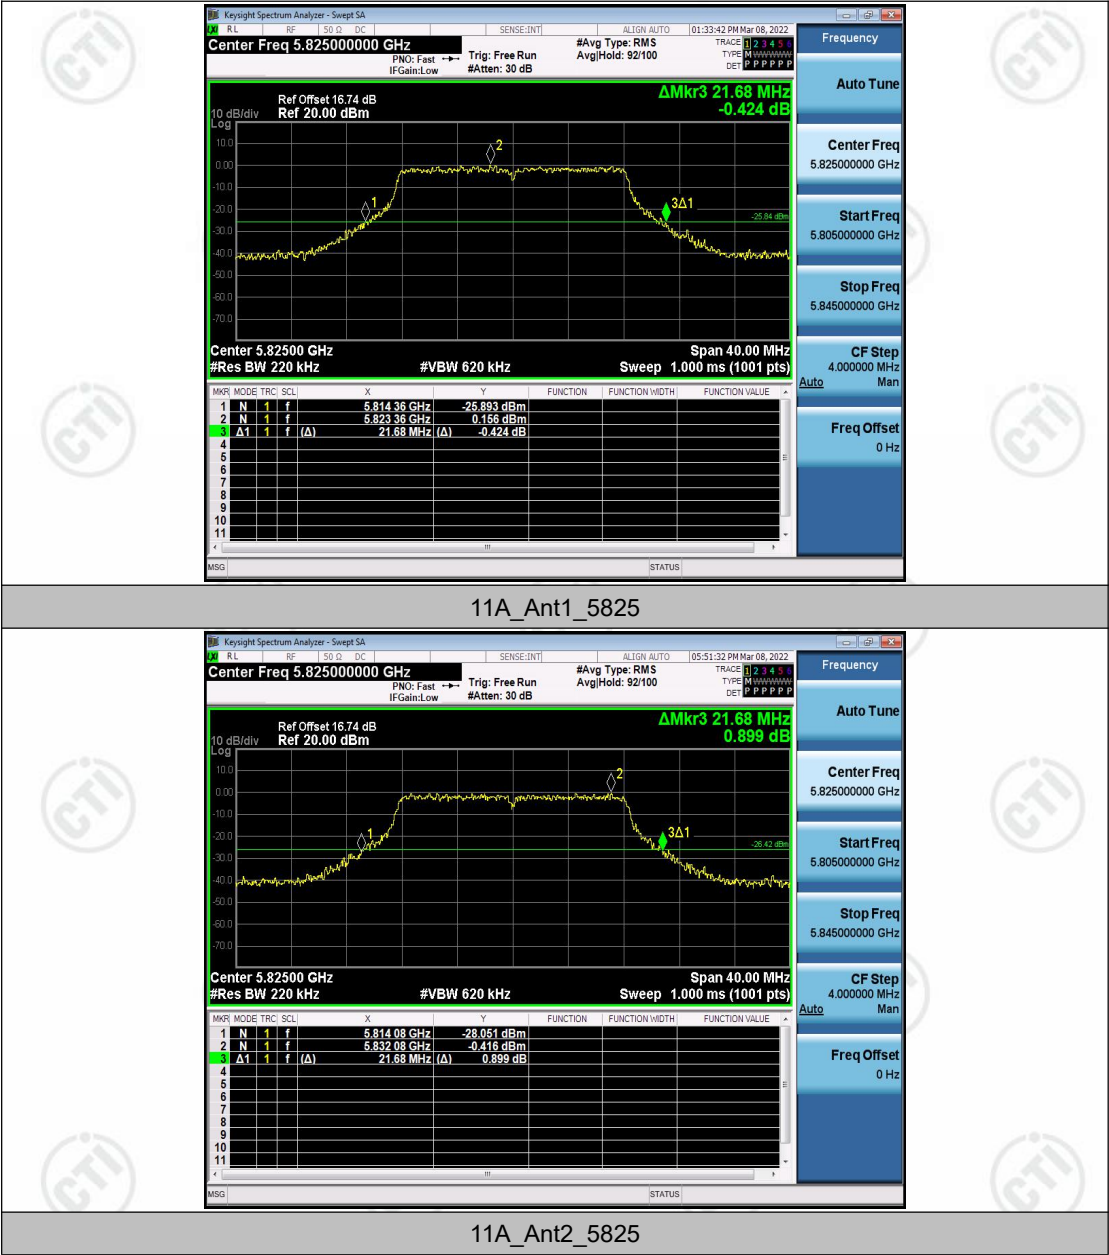 Keysight Spectrum Analyzer - Swept SA
LXI RL RF 50 Ω DC SENSE:INT ALIGN AUTO 01:33:42 PM Mar 08, 2022
Center Freq 5.825000000 GHz
PNO: Fast
IFGain:Low
Trig: Free Run
#Atten: 30 dB
#Avg Type: RMS
Avg|Hold: 92/100
TRACE 1 2 3 4 5 6
TYPE M WWWWW
DET P P P P P P
Frequency
Auto Tune
ΔMkr3 21.68 MHz
-0.424 dB
Ref Offset 16.74 dB
10 dB/div Ref 20.00 dBm
Log
10.0
0.00
-10.0
-20.0
-30.0
-40.0
-50.0
-60.0
-70.0
1
2
3Δ1
-25.84 dBm
Center 5.82500 GHz Span 40.00 MHz
#Res BW 220 kHz #VBW 620 kHz Sweep 1.000 ms (1001 pts)
MKR MODE TRC SCL X Y FUNCTION FUNCTION WIDTH FUNCTION VALUE
1 N 1 f 5.814 36 GHz -25.893 dBm
2 N 1 f 5.823 36 GHz 0.156 dBm
3 Δ1 1 f (Δ) 21.68 MHz (Δ) -0.424 dB
4
5
6
7
8
9
10
11
MSG STATUS
Center Freq
5.825000000 GHz
Start Freq
5.805000000 GHz
Stop Freq
5.845000000 GHz
CF Step
4.000000 MHz
Auto Man
Freq Offset
0 Hz
11A_Ant1_5825
Keysight Spectrum Analyzer - Swept SA
LXI RL RF 50 Ω DC SENSE:INT ALIGN AUTO 05:51:32 PM Mar 08, 2022
Center Freq 5.825000000 GHz
PNO: Fast
IFGain:Low
Trig: Free Run
#Atten: 30 dB
#Avg Type: RMS
Avg|Hold: 92/100
TRACE 1 2 3 4 5 6
TYPE M WWWWW
DET P P P P P P
Frequency
Auto Tune
ΔMkr3 21.68 MHz
0.899 dB
Ref Offset 16.74 dB
10 dB/div Ref 20.00 dBm
Log
10.0
0.00
-10.0
-20.0
-30.0
-40.0
-50.0
-60.0
-70.0
1
2
3Δ1
-26.42 dBm
Center 5.82500 GHz Span 40.00 MHz
#Res BW 220 kHz #VBW 620 kHz Sweep 1.000 ms (1001 pts)
MKR MODE TRC SCL X Y FUNCTION FUNCTION WIDTH FUNCTION VALUE
1 N 1 f 5.814 08 GHz -28.051 dBm
2 N 1 f 5.832 08 GHz -0.416 dBm
3 Δ1 1 f (Δ) 21.68 MHz (Δ) 0.899 dB
4
5
6
7
8
9
10
11
MSG STATUS
Center Freq
5.825000000 GHz
Start Freq
5.805000000 GHz
Stop Freq
5.845000000 GHz
CF Step
4.000000 MHz
Auto Man
Freq Offset
0 Hz
11A_Ant2_5825
CTI
CTI
CTI
CTI
CTI
CTI
CTI
CTI